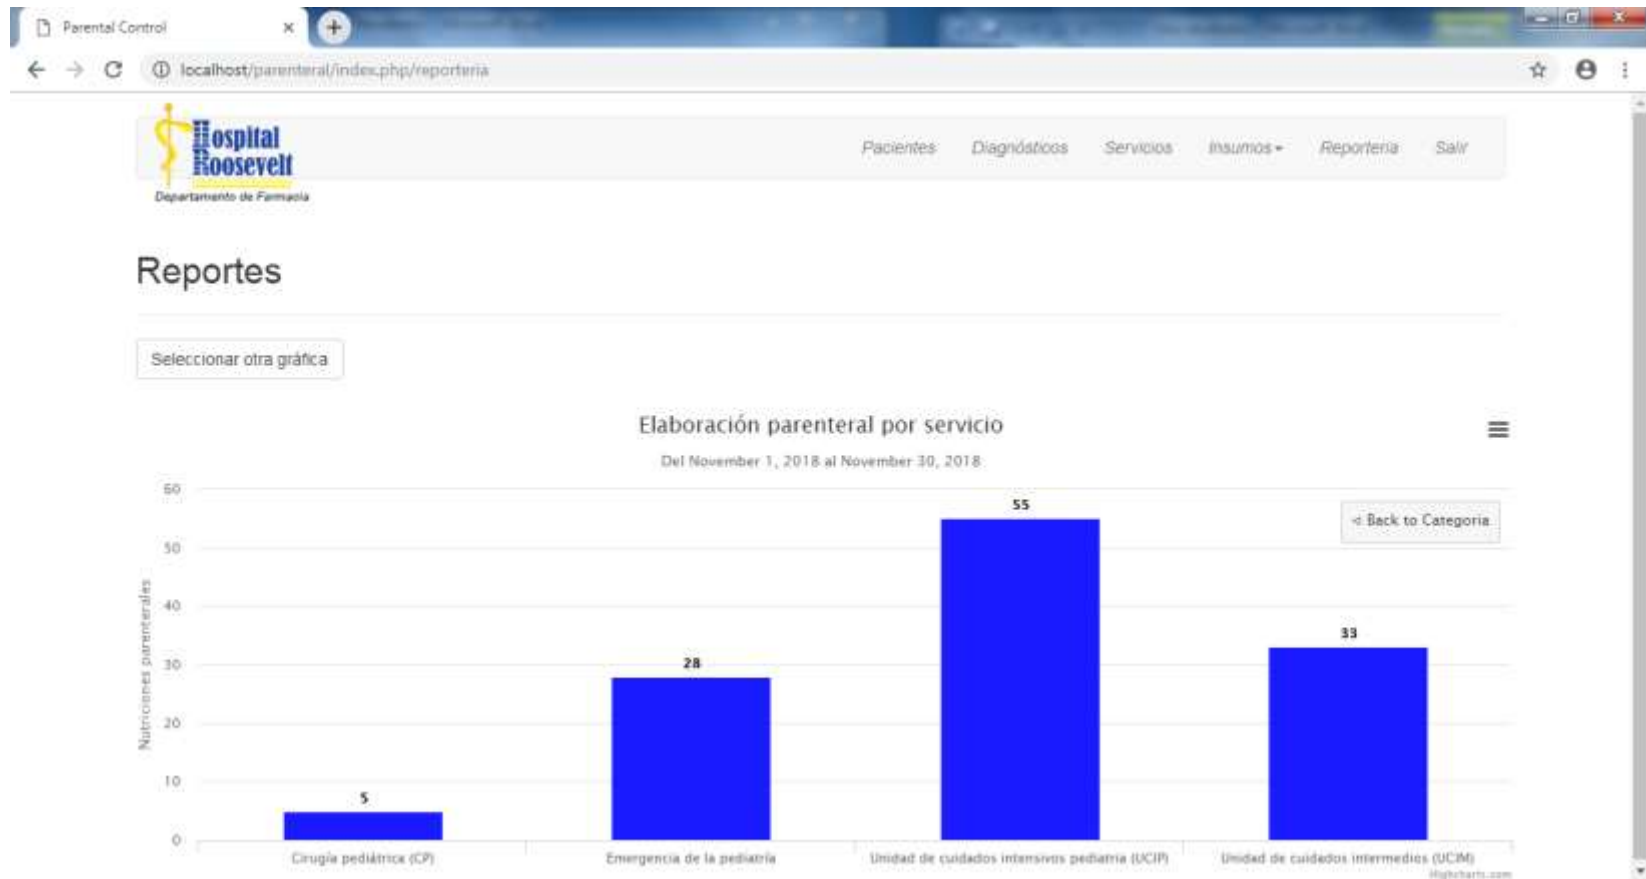 Parental Control
localhost/parenteral/index.php/reporteria
Hospital
Roosevelt
Departamento de Farmacia
Pacientes Diagnósticos Servicios Insumos Reporteria Salir
Reportes
Seleccionar otra gráfica
Elaboración parenteral por servicio
Del November 1, 2018 al November 30, 2018
< Back to Categoria
Nutriciones parenterales
60
50
40
30
20
10
0
5
28
55
33
Cirugía pediátrica (CP)
Emergencia de la pediatría
Unidad de cuidados intensivos pediatria (UCIP)
Unidad de cuidados intermedios (UCIM)
Highcharts.com